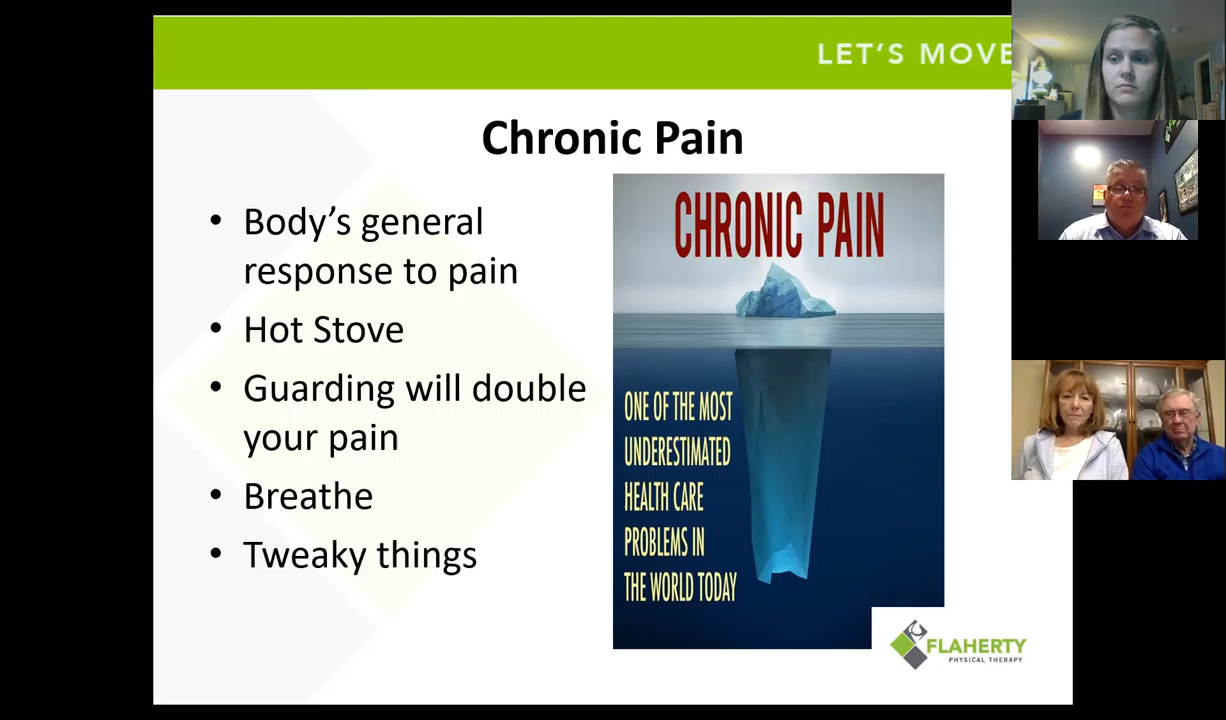 LET'S MOVE
Chronic Pain
• Body's general
response to pain
• Hot Stove
• Guarding will double
your pain
• Breathe
• Tweaky things
CHRONIC PAIN
ONE OF THE MOST
UNDERESTIMATED
HEALTH CARE
PROBLEMS IN
THE WORLD TODAY
FLAHERTY
PHYSICAL THERAPY